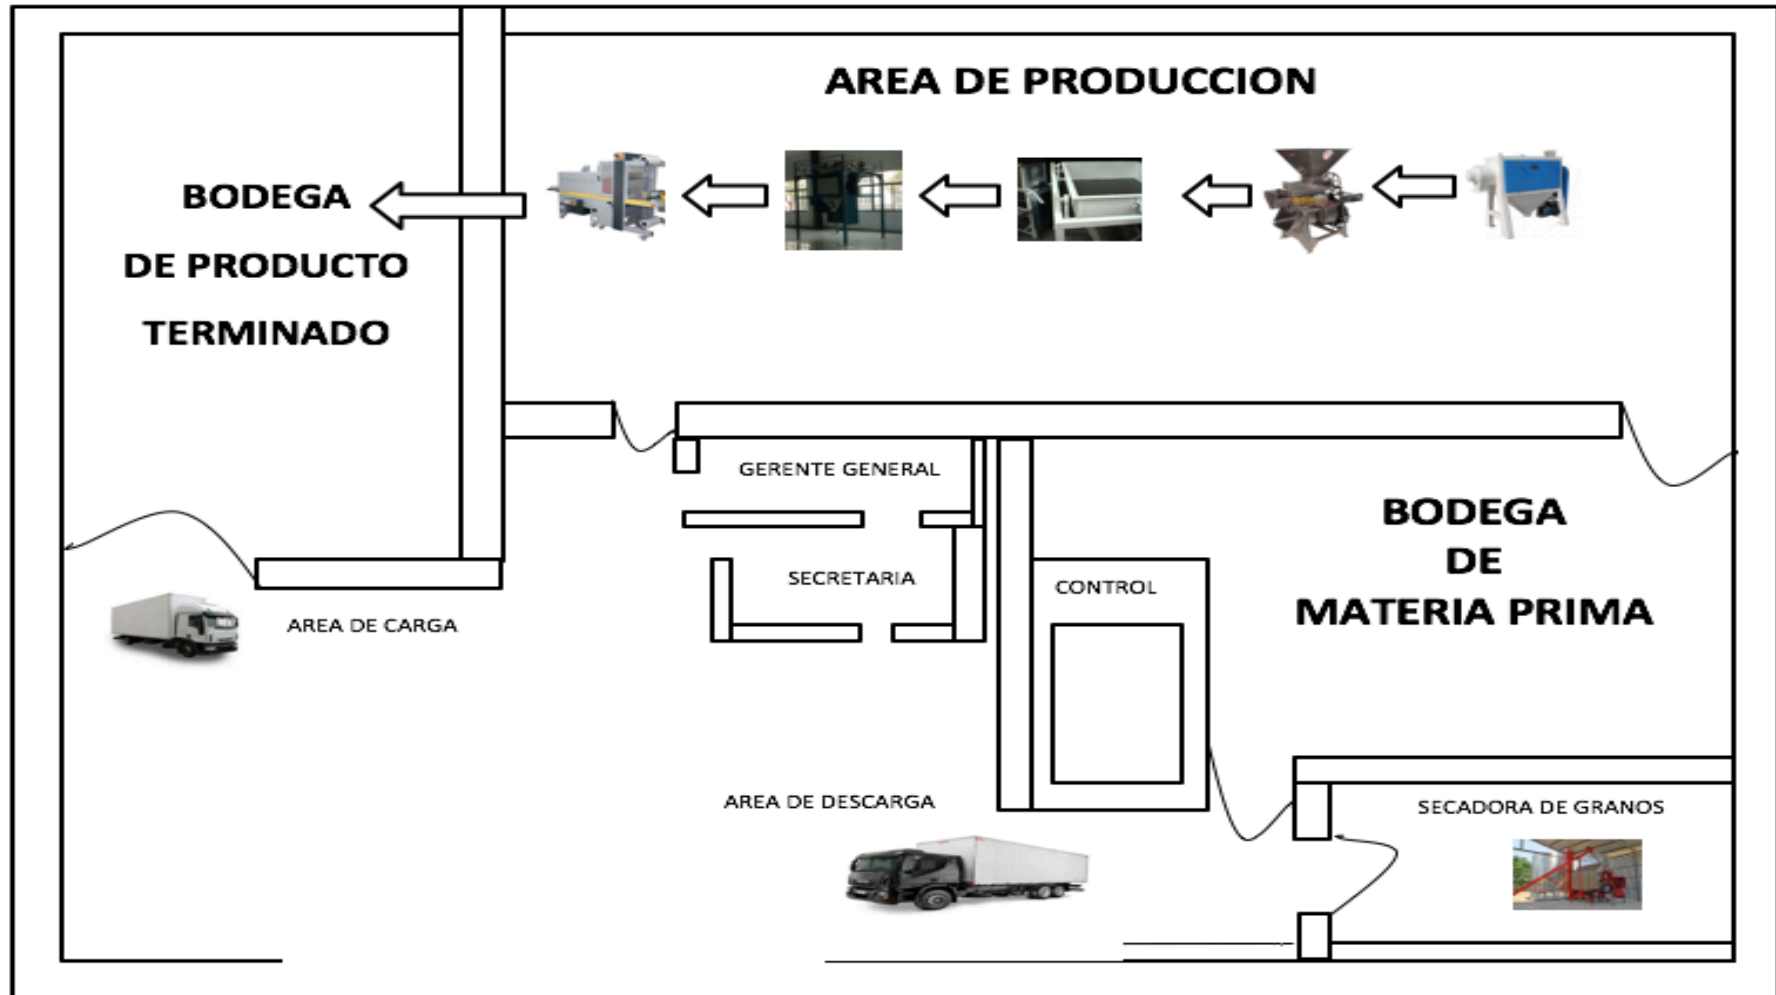 AREA DE PRODUCCION
BODEGA
DE PRODUCTO
TERMINADO
GERENTE GENERAL
SECRETARIA
CONTROL
BODEGA
DE
MATERIA PRIMA
AREA DE CARGA
AREA DE DESCARGA
SECADORA DE GRANOS